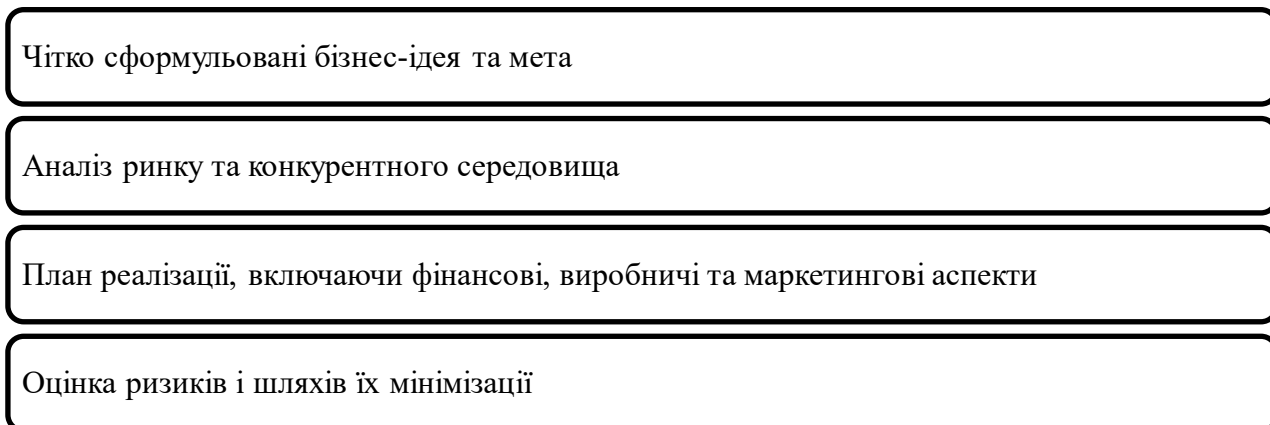 Чітко сформульовані бізнес-ідея та мета
Аналіз ринку та конкурентного середовища
План реалізації, включаючи фінансові, виробничі та маркетингові аспекти
Оцінка ризиків і шляхів їх мінімізації